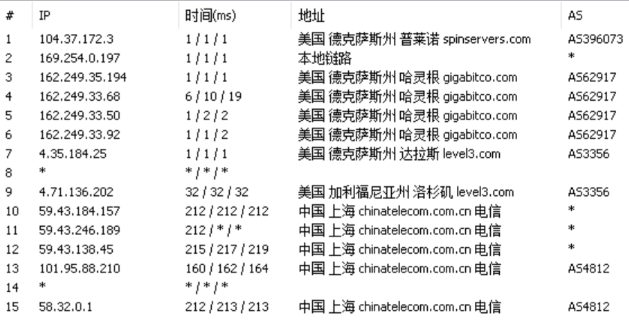 # IP 时间(ms) 地址 AS
1 104.37.172.3 1 / 1 / 1 美国 德克萨斯州 普莱诺 spinservers.com AS396073
2 169.254.0.197 1 / 1 / 1 本地链路 *
3 162.249.35.194 1 / 1 / 1 美国 德克萨斯州 哈灵根 gigabitco.com AS62917
4 162.249.33.68 6 / 10 / 19 美国 德克萨斯州 哈灵根 gigabitco.com AS62917
5 162.249.33.50 1 / 2 / 2 美国 德克萨斯州 哈灵根 gigabitco.com AS62917
6 162.249.33.92 1 / 1 / 2 美国 德克萨斯州 哈灵根 gigabitco.com AS62917
7 4.35.184.25 1 / 1 / 1 美国 德克萨斯州 达拉斯 level3.com AS3356
8 * * / * / *
9 4.71.136.202 32 / 32 / 32 美国 加利福尼亚州 洛杉矶 level3.com AS3356
10 59.43.184.157 212 / 212 / 212 中国 上海 chinatelecom.com.cn 电信 *
11 59.43.246.189 212 / * / * 中国 上海 chinatelecom.com.cn 电信 *
12 59.43.138.45 215 / 217 / 219 中国 上海 chinatelecom.com.cn 电信 *
13 101.95.88.210 160 / 162 / 164 中国 上海 chinatelecom.com.cn 电信 AS4812
14 * * / * / *
15 58.32.0.1 212 / 213 / 213 中国 上海 chinatelecom.com.cn 电信 AS4812